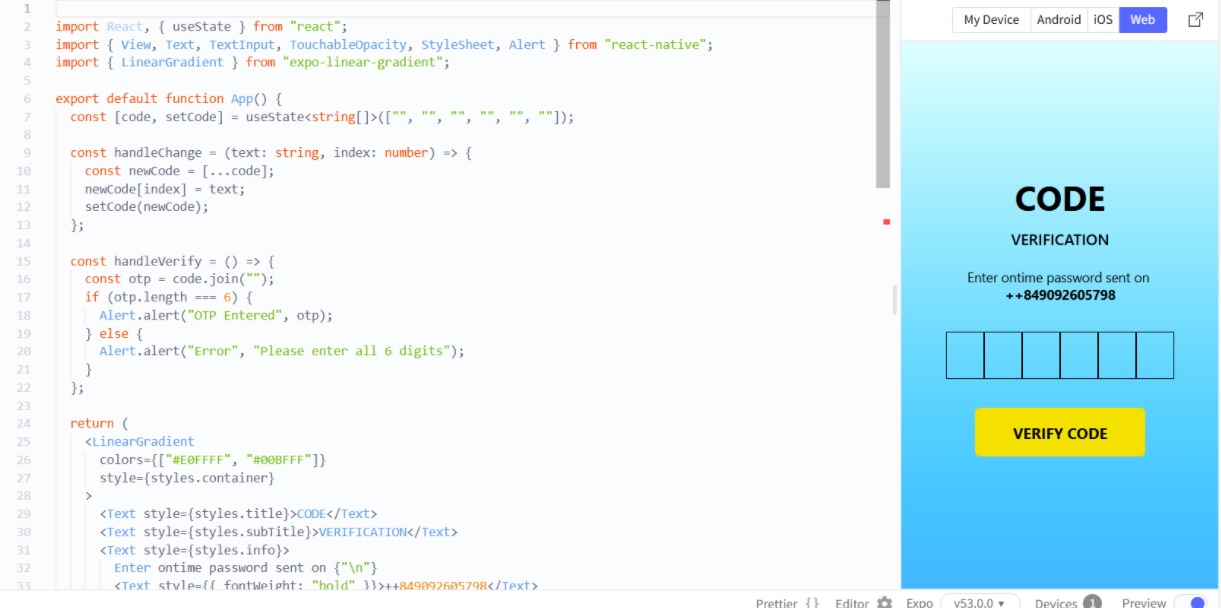 1
2 import React, { useState } from "react";
3 import { View, Text, TextInput, TouchableOpacity, StyleSheet, Alert } from "react-native";
4 import { LinearGradient } from "expo-linear-gradient";
5
6 export default function App() {
7 const [code, setCode] = useState<string[]>(["", "", "", "", "", ""]);
8
9 const handleChange = (text: string, index: number) => {
10 const newCode = [...code];
11 newCode[index] = text;
12 setCode(newCode);
13 };
14
15 const handleVerify = () => {
16 const otp = code.join("");
17 if (otp.length === 6) {
18 Alert.alert("OTP Entered", otp);
19 } else {
20 Alert.alert("Error", "Please enter all 6 digits");
21 }
22 };
23
24 return (
25 <LinearGradient
26 colors={["#E0FFFF", "#00BFFF"]}
27 style={styles.container}
28 >
29 <Text style={styles.title}>CODE</Text>
30 <Text style={styles.subTitle}>VERIFICATION</Text>
31 <Text style={styles.info}>
32 Enter ontime password sent on {"\n"}
33 <Text style={{ fontWeight: "bold" }}>++849092605798</Text>
My Device Android iOS Web
CODE
VERIFICATION
Enter ontime password sent on
++849092605798
VERIFY CODE
Prettier {} Editor Expo v53.0.0 ▾ Devices 1 Preview